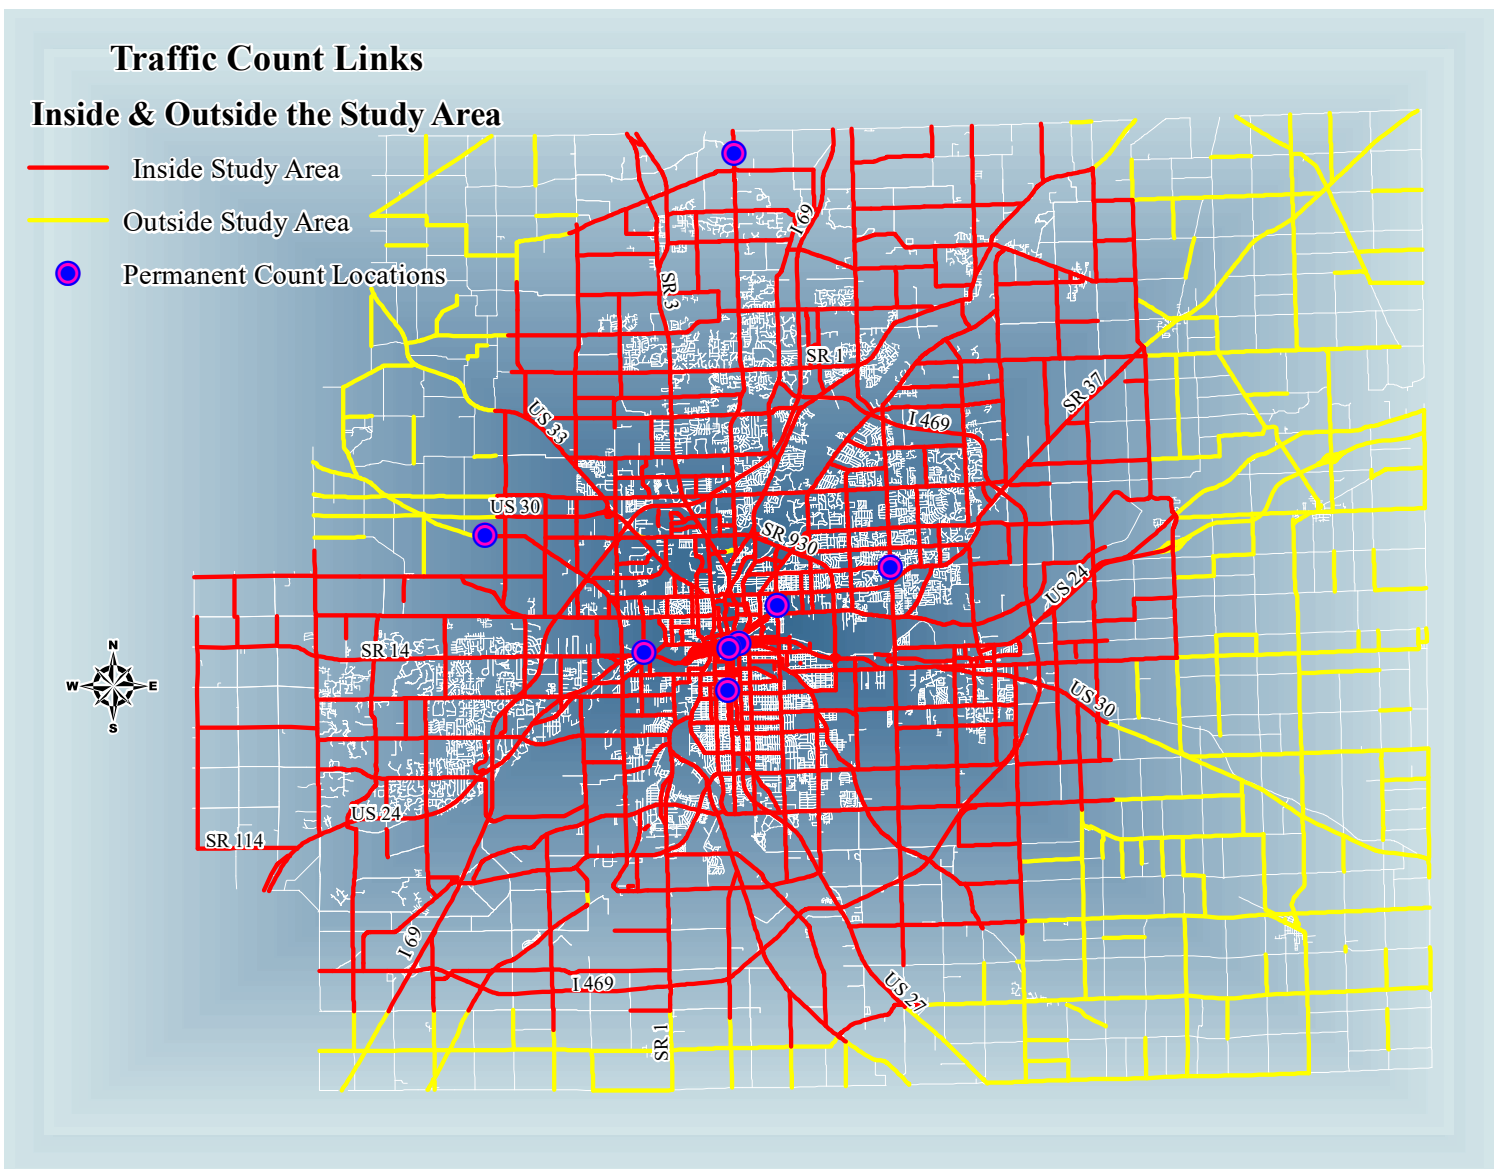 Traffic Count Links
Inside & Outside the Study Area
Inside Study Area
Outside Study Area
Permanent Count Locations
I 69
SR 3
SR 1
SR 37
US 33
I 469
US 30
SR 930
US 24
N
W E
S
SR 14
US 30
US 24
SR 114
I 69
I 469
US 27
SR 1